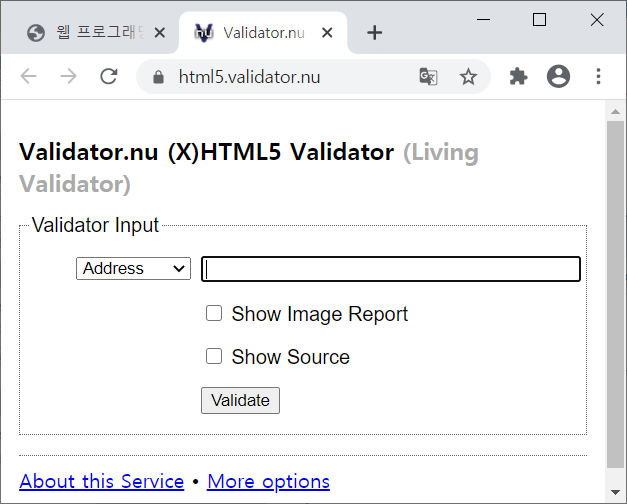 웹 프로그래밍
Validator.nu
html5.validator.nu
Validator.nu (X)HTML5 Validator (Living
Validator)
Validator Input
Address
Show Image Report
Show Source
Validate
About this Service • More options